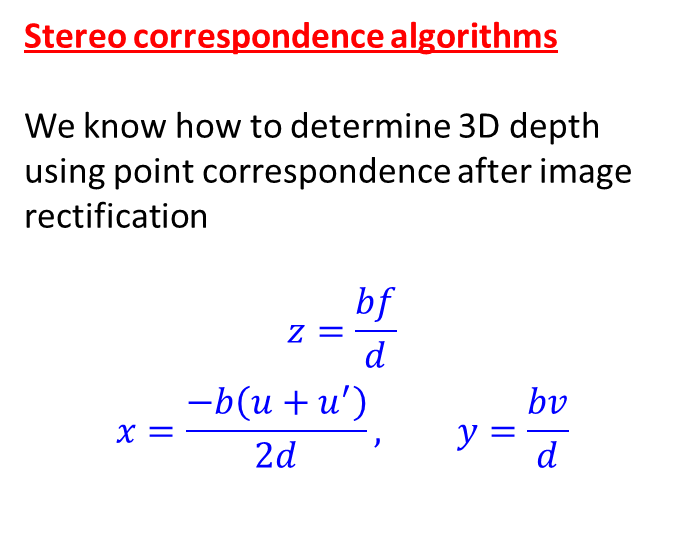 Stereo correspondence algorithms
We know how to determine 3D depth
using point correspondence after image
rectification
z = bf/d
x = −b(u + u′)/2d, y = bv/d